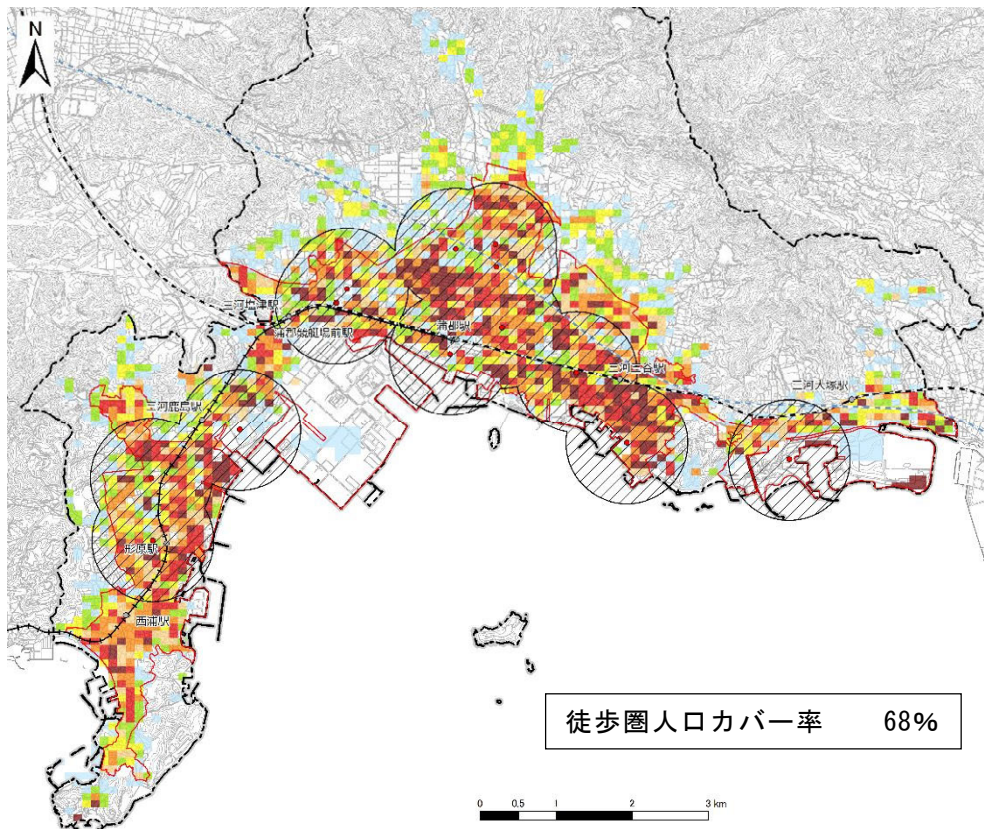 N
三河塩津駅
蒲郡競艇場前駅
蒲郡駅
三河三谷駅
三河大塚駅
三河鹿島駅
形原駅
西浦駅
徒歩圏人口カバー率 68%
0 0.5 1 2 3 km